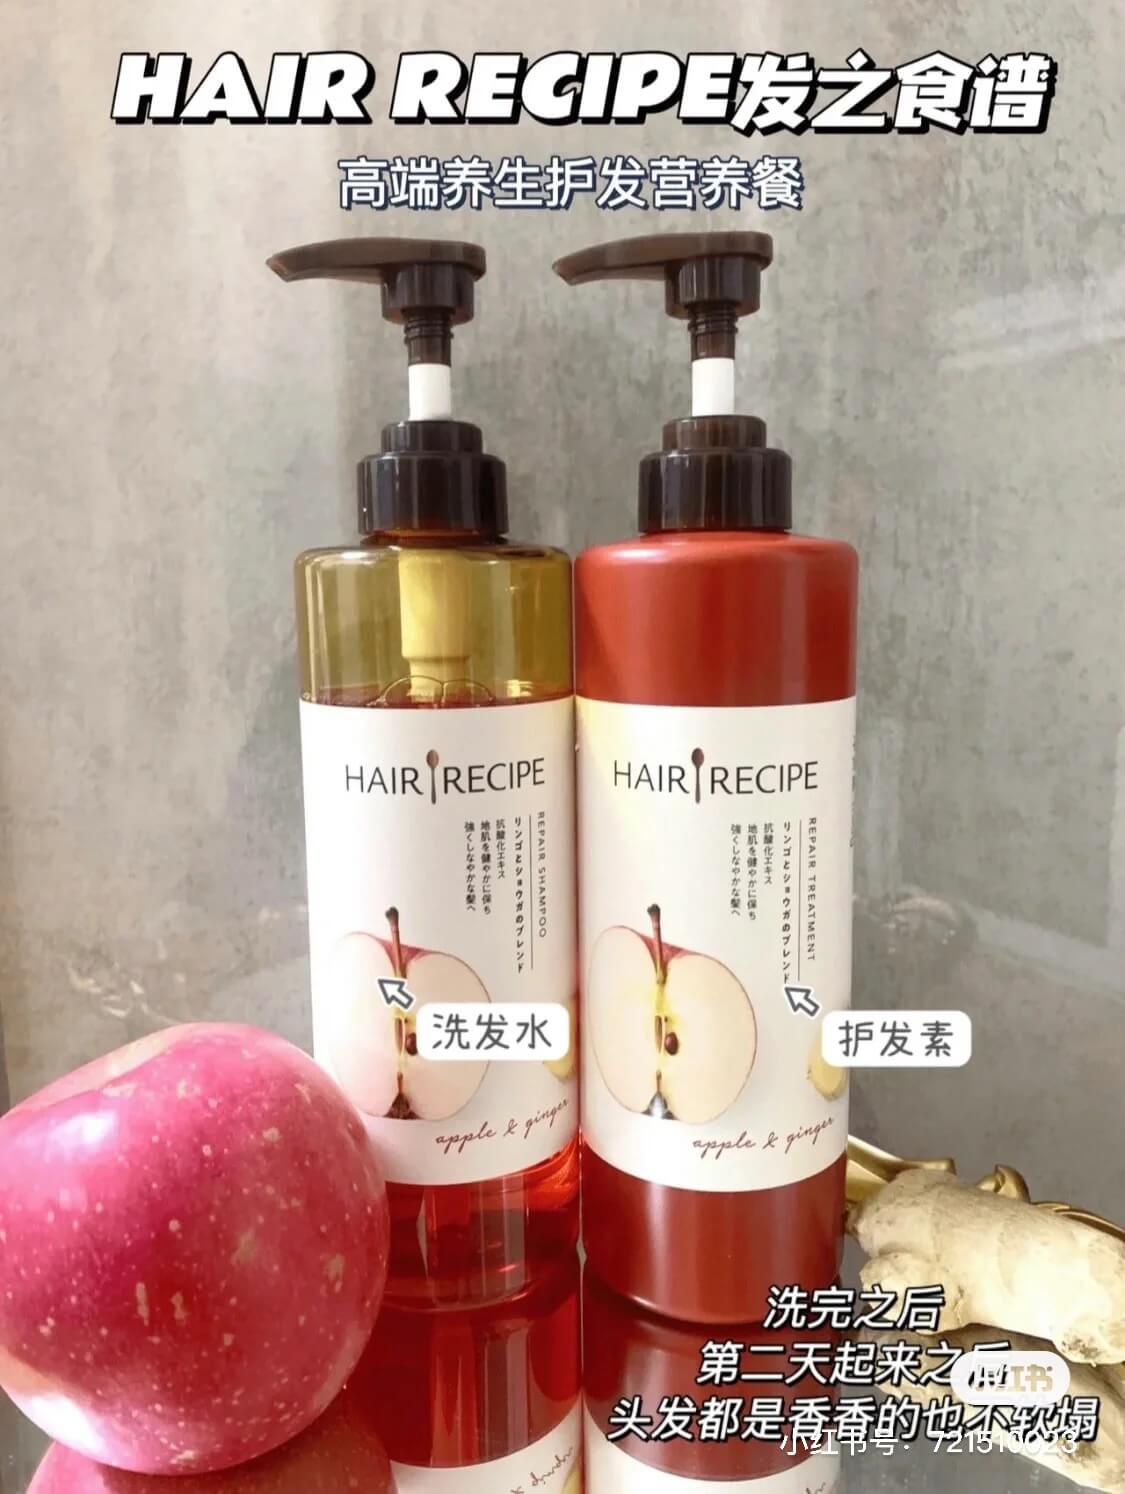 HAIR RECIPE发之食谱
高端养生护发营养餐
HAIR RECIPE
REPAIR SHAMPOO
リンゴとショウガのブレンド
抗酸化エキス
地肌を健やかに保ち
強くしなやかな髪へ
洗发水
apple & ginger
HAIR RECIPE
REPAIR TREATMENT
リンゴとショウガのブレンド
抗酸化エキス
地肌を健やかに保ち
強くしなやかな髪へ
护发素
apple & ginger
洗完之后
第二天起来之后
头发都是香香的也不软塌
小红书
小红书号：721510023